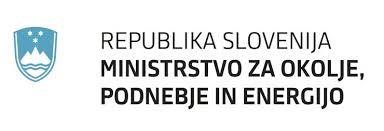 REPUBLIKA SLOVENIJA
MINISTRSTVO ZA OKOLJE,
PODNEBJE IN ENERGIJO